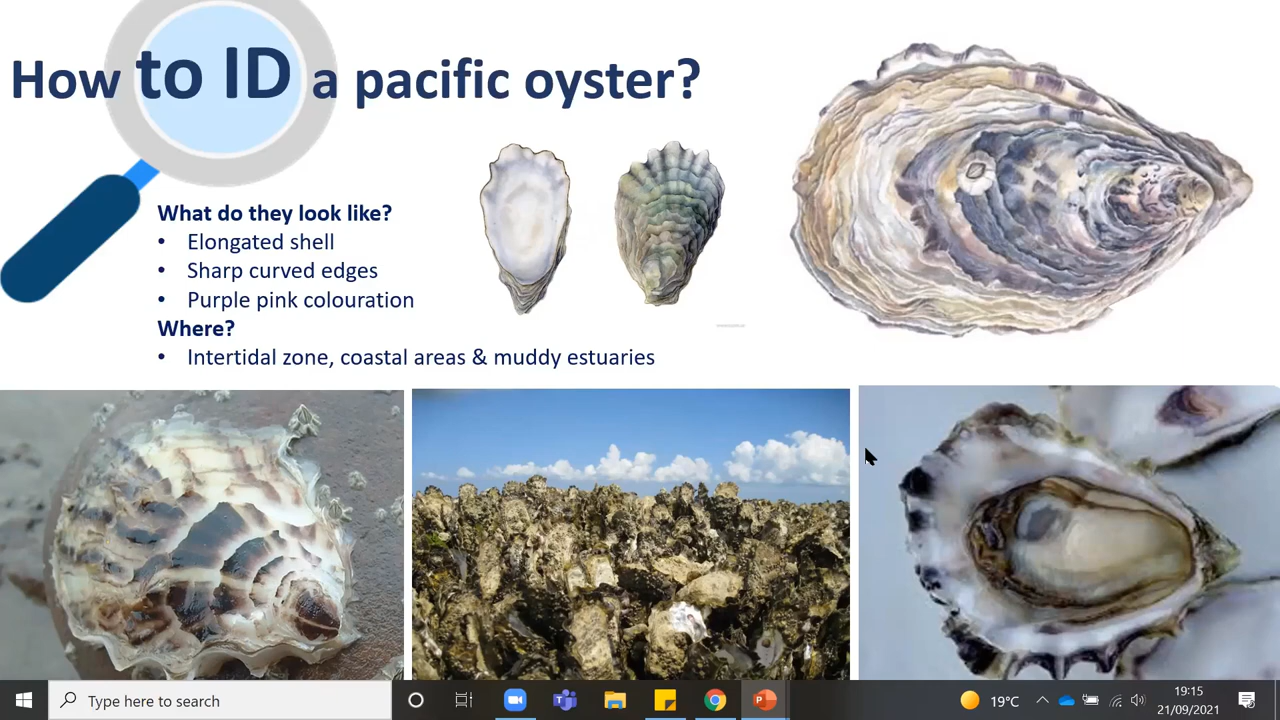 How to ID a pacific oyster?
What do they look like?
• Elongated shell
• Sharp curved edges
• Purple pink colouration
Where?
• Intertidal zone, coastal areas & muddy estuaries
Type here to search
19°C
19:15
21/09/2021